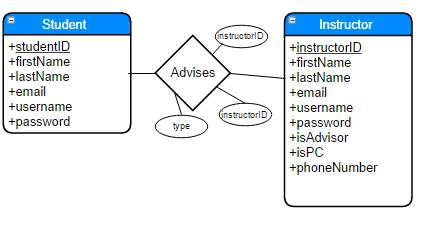 Student
+studentID
+firstName
+lastName
+email
+username
+password
Advises
instructorID
instructorID
type
Instructor
+instructorID
+firstName
+lastName
+email
+username
+password
+isAdvisor
+isPC
+phoneNumber